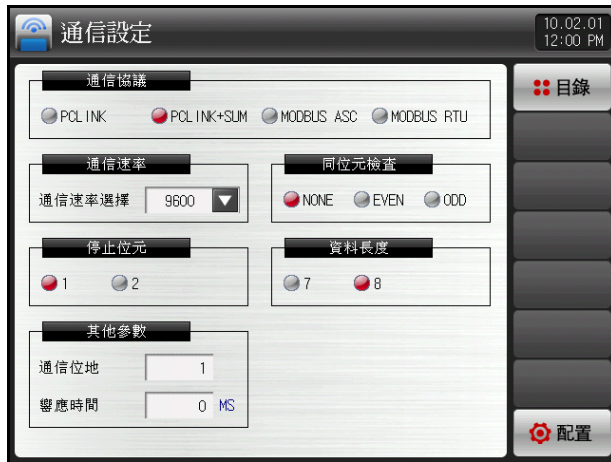 通信設定
10.02.01
12:00 PM
通信協議
PCLINK PCLINK+SUM MODBUS ASC MODBUS RTU
目錄
通信速率
通信速率選擇 9600
同位元檢查
NONE EVEN ODD
停止位元
1 2
資料長度
7 8
其他參數
通信位地 1
響應時間 0 MS
配置